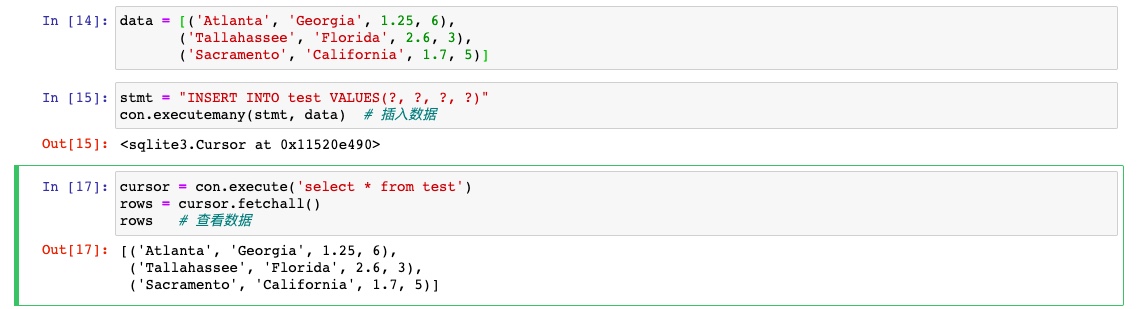 In [14]: data = [('Atlanta', 'Georgia', 1.25, 6),
('Tallahassee', 'Florida', 2.6, 3),
('Sacramento', 'California', 1.7, 5)]
In [15]: stmt = "INSERT INTO test VALUES(?, ?, ?, ?)"
con.executemany(stmt, data)  # 插入数据
Out[15]: <sqlite3.Cursor at 0x11520e490>
In [17]: cursor = con.execute('select * from test')
rows = cursor.fetchall()
rows   # 查看数据
Out[17]: [('Atlanta', 'Georgia', 1.25, 6),
('Tallahassee', 'Florida', 2.6, 3),
('Sacramento', 'California', 1.7, 5)]